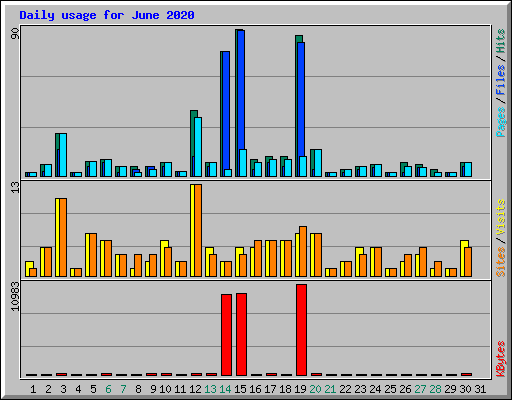 Daily usage for June 2020
90
Pages / Files / Hits
13
Sites / Visits
10983
KBytes
1 2 3 4 5 6 7 8 9 10 11 12 13 14 15 16 17 18 19 20 21 22 23 24 25 26 27 28 29 30 31